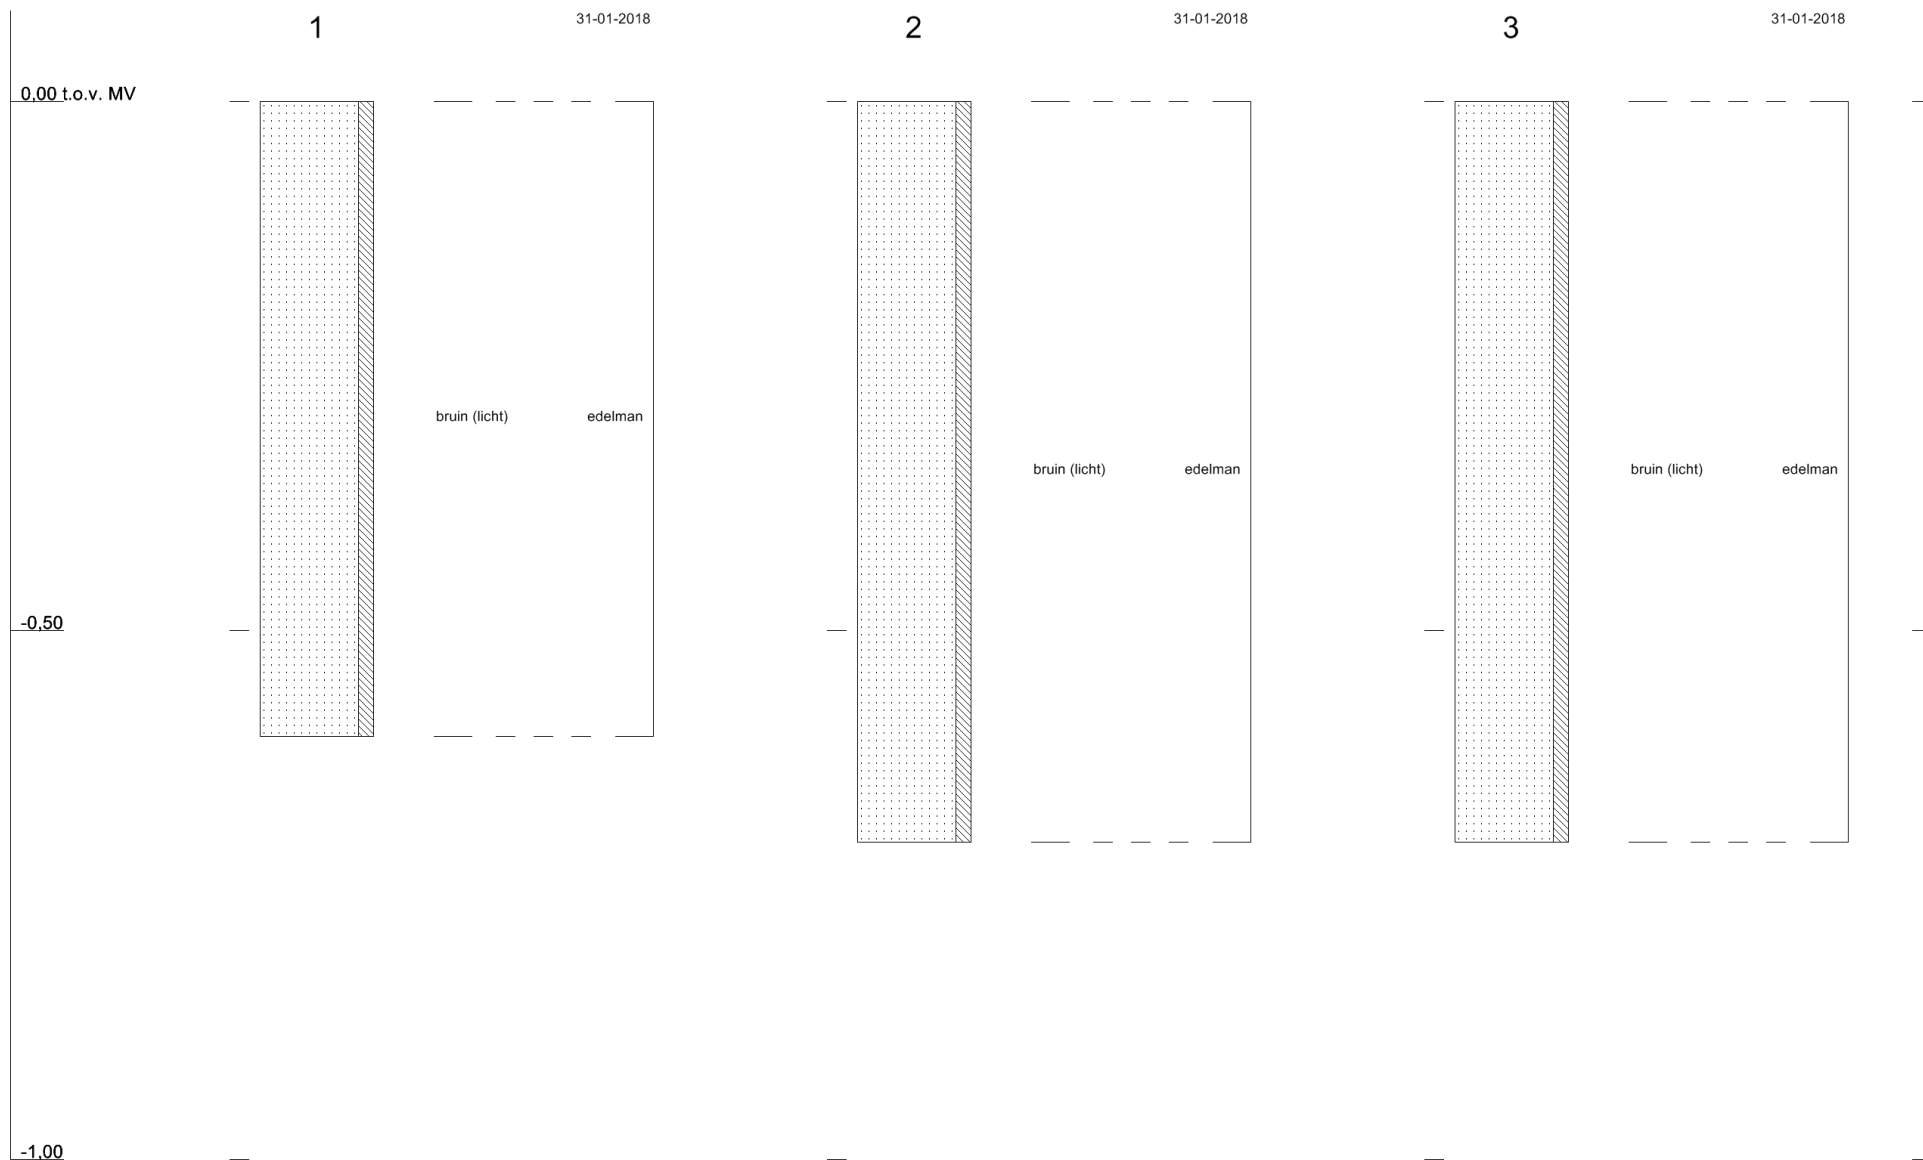 1
31-01-2018
2
31-01-2018
3
31-01-2018
0,00 t.o.v. MV
bruin (licht)
edelman
bruin (licht)
edelman
bruin (licht)
edelman
-0,50
-1,00